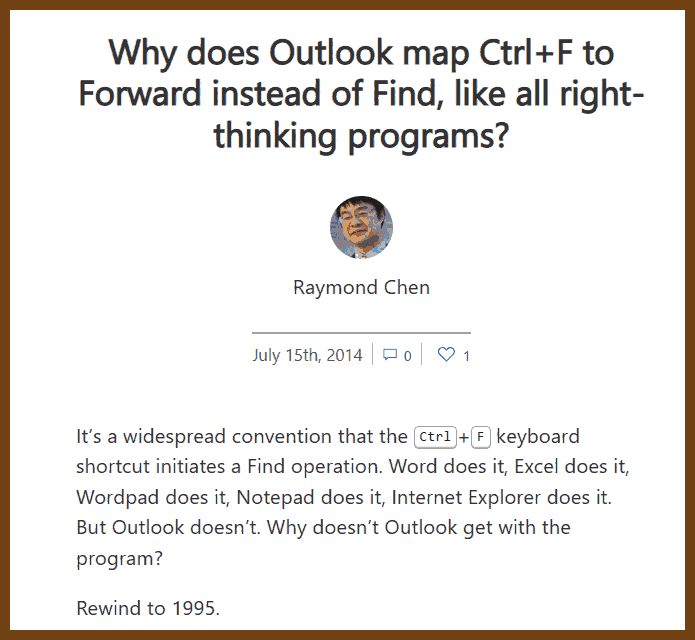 Why does Outlook map Ctrl+F to
Forward instead of Find, like all right-
thinking programs?
Raymond Chen
July 15th, 2014 0 1
It’s a widespread convention that the Ctrl+F keyboard
shortcut initiates a Find operation. Word does it, Excel does it,
Wordpad does it, Notepad does it, Internet Explorer does it.
But Outlook doesn’t. Why doesn’t Outlook get with the
program?
Rewind to 1995.